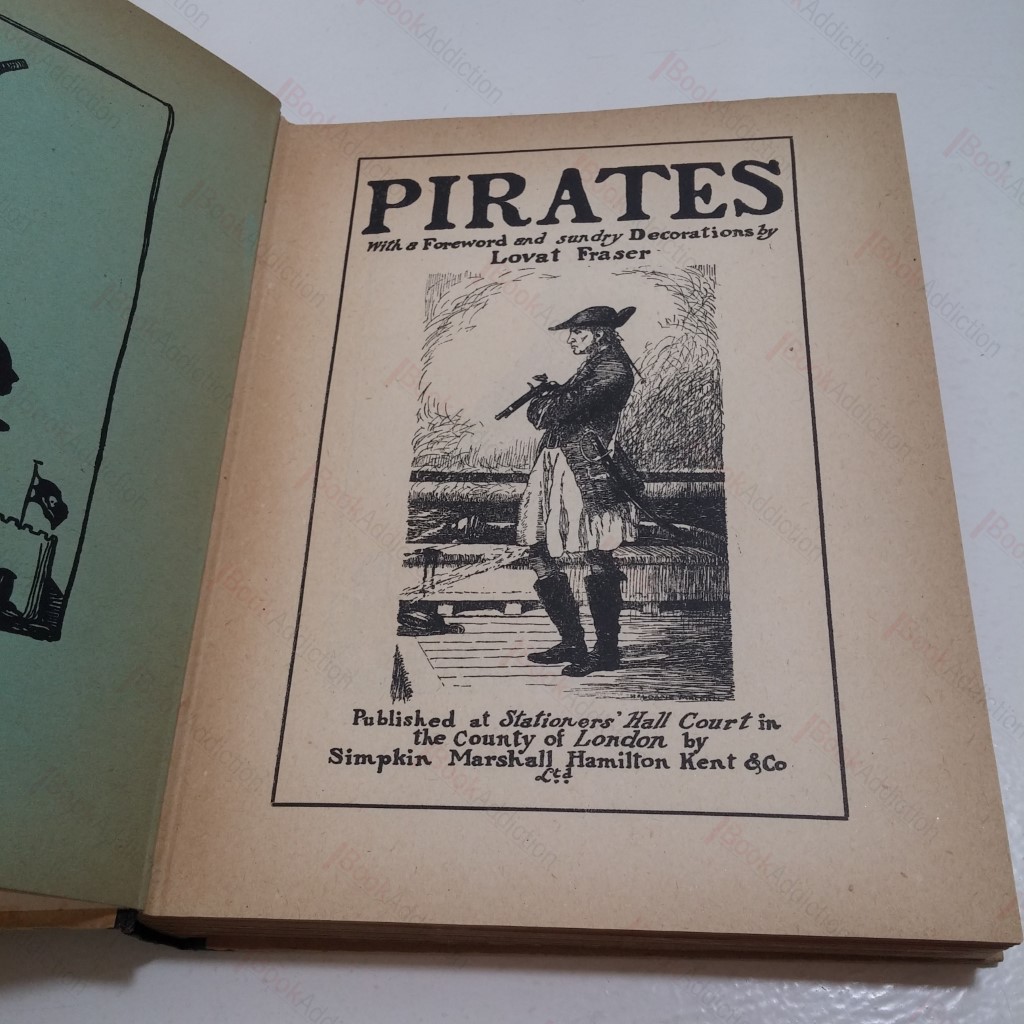 PIRATES
With a Foreword and sundry Decorations by
Lovat Fraser
Published at Stationers' Hall Court in
the County of London by
Simpkin Marshall Hamilton Kent & Co
Ltd
BookAddiction